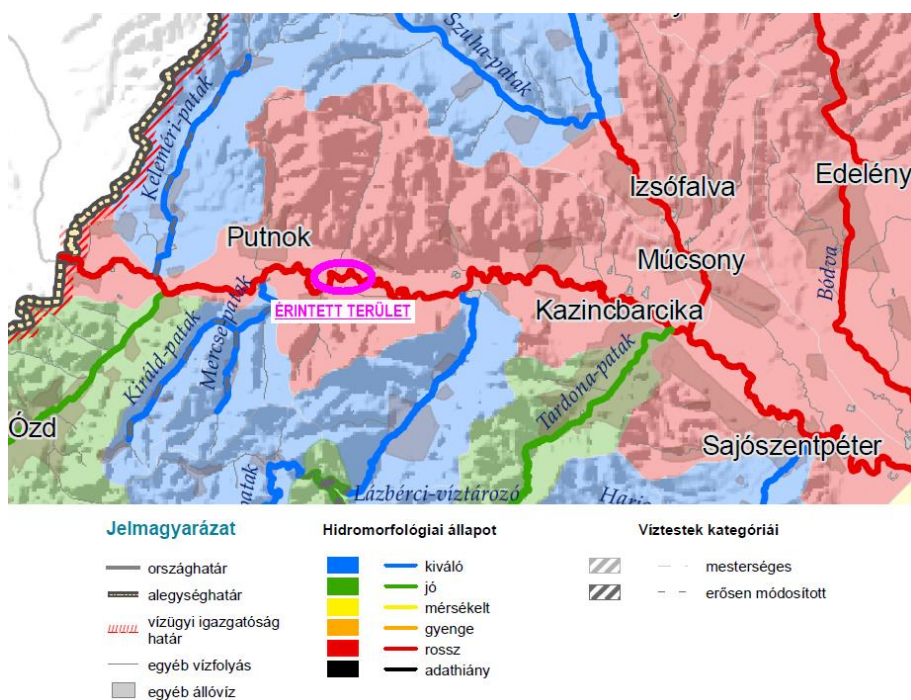 Szuha-patak
Keleméri-patak
Izsófalva
Edelény
Putnok
Múcsony
Bódva
ÉRINTETT TERÜLET
Kazincbarcika
Mercse-patak
Királd-patak
Tardona-patak
Ózd
Sajószentpéter
patak
Lázbérci-víztározó
Jelmagyarázat
országhatár
alegységhatár
vízügyi igazgatóság
határ
egyéb vízfolyás
egyéb állóvíz
Hidromorfológiai állapot
kiváló
jó
mérsékelt
gyenge
rossz
adathiány
Víztestek kategóriái
mesterséges
erősen módosított